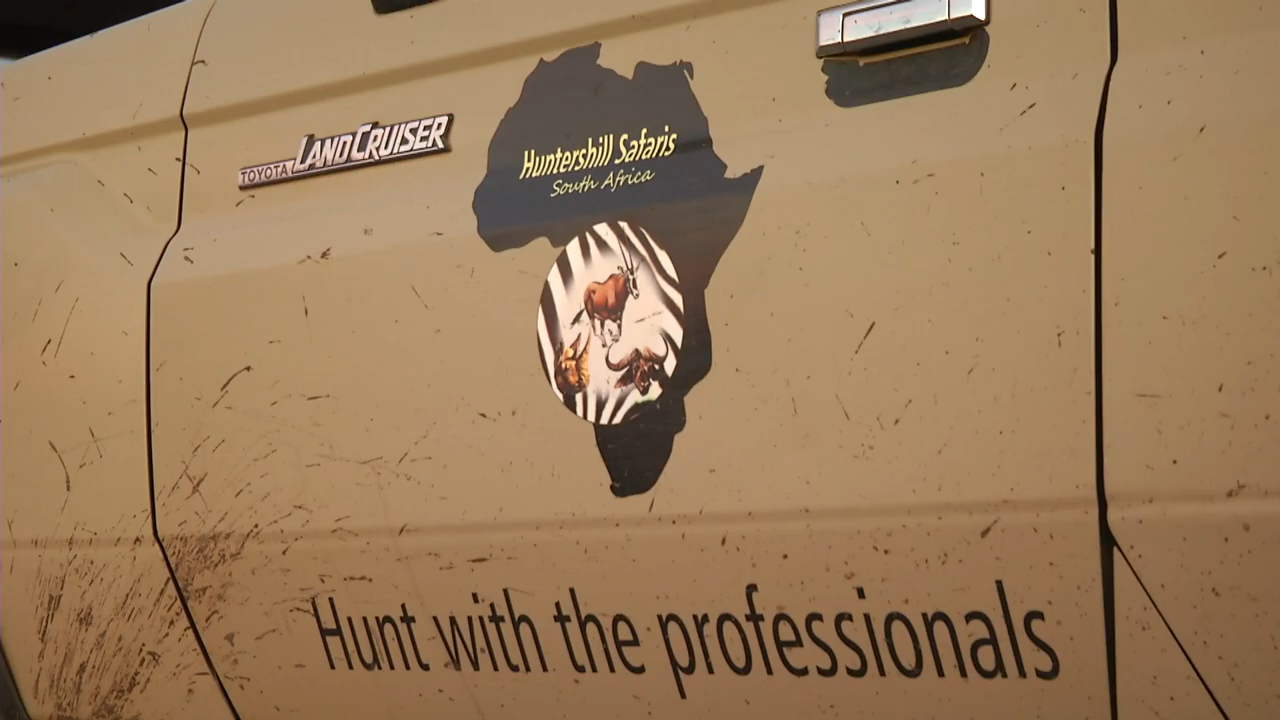 TOYOTA LANDCRUISER
Huntershill Safaris
South Africa
Hunt with the professionals